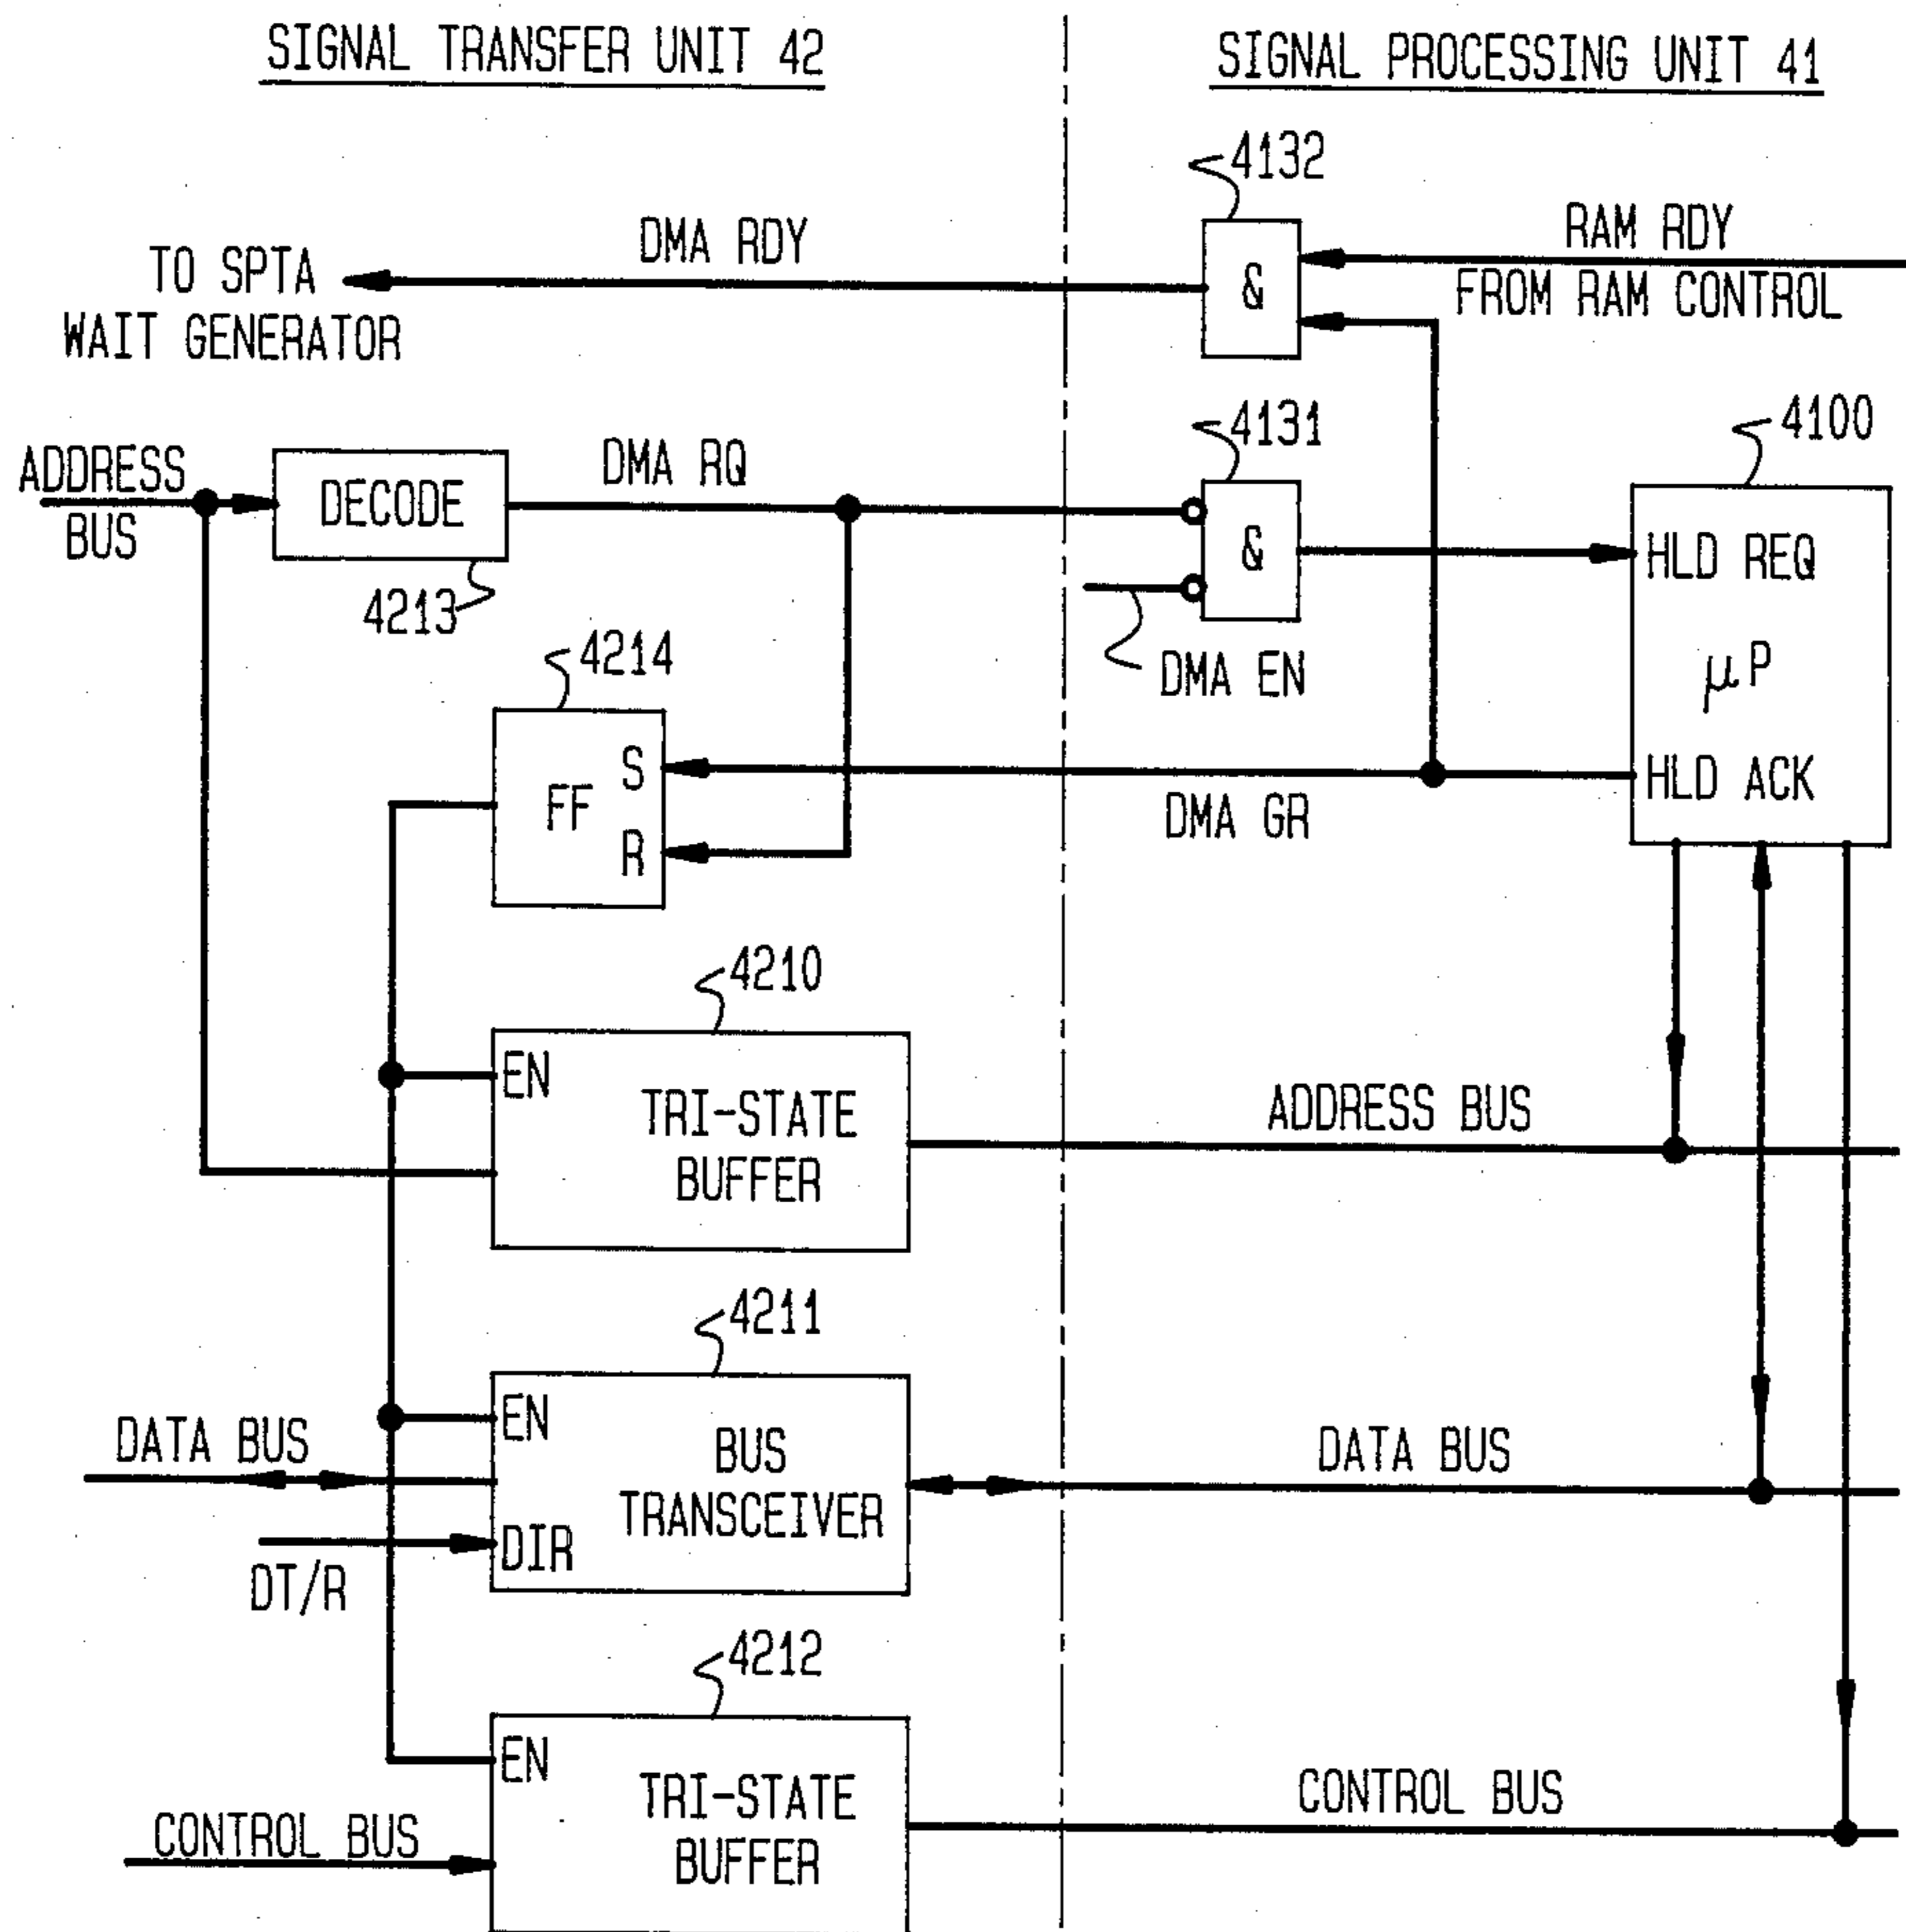 SIGNAL TRANSFER UNIT 42
SIGNAL PROCESSING UNIT 41
4132
DMA RDY
RAM RDY
FROM RAM CONTROL
TO SPTA
WAIT GENERATOR
&
4131
4100
ADDRESS
BUS
DECODE
DMA RQ
&
HLD REQ
4213
4214
DMA EN
μP
S
FF
R
DMA GR
HLD ACK
4210
EN
TRI-STATE
BUFFER
ADDRESS BUS
4211
DATA BUS
EN
BUS
TRANSCEIVER
DATA BUS
DIR
DT/R
4212
EN
TRI-STATE
BUFFER
CONTROL BUS
CONTROL BUS